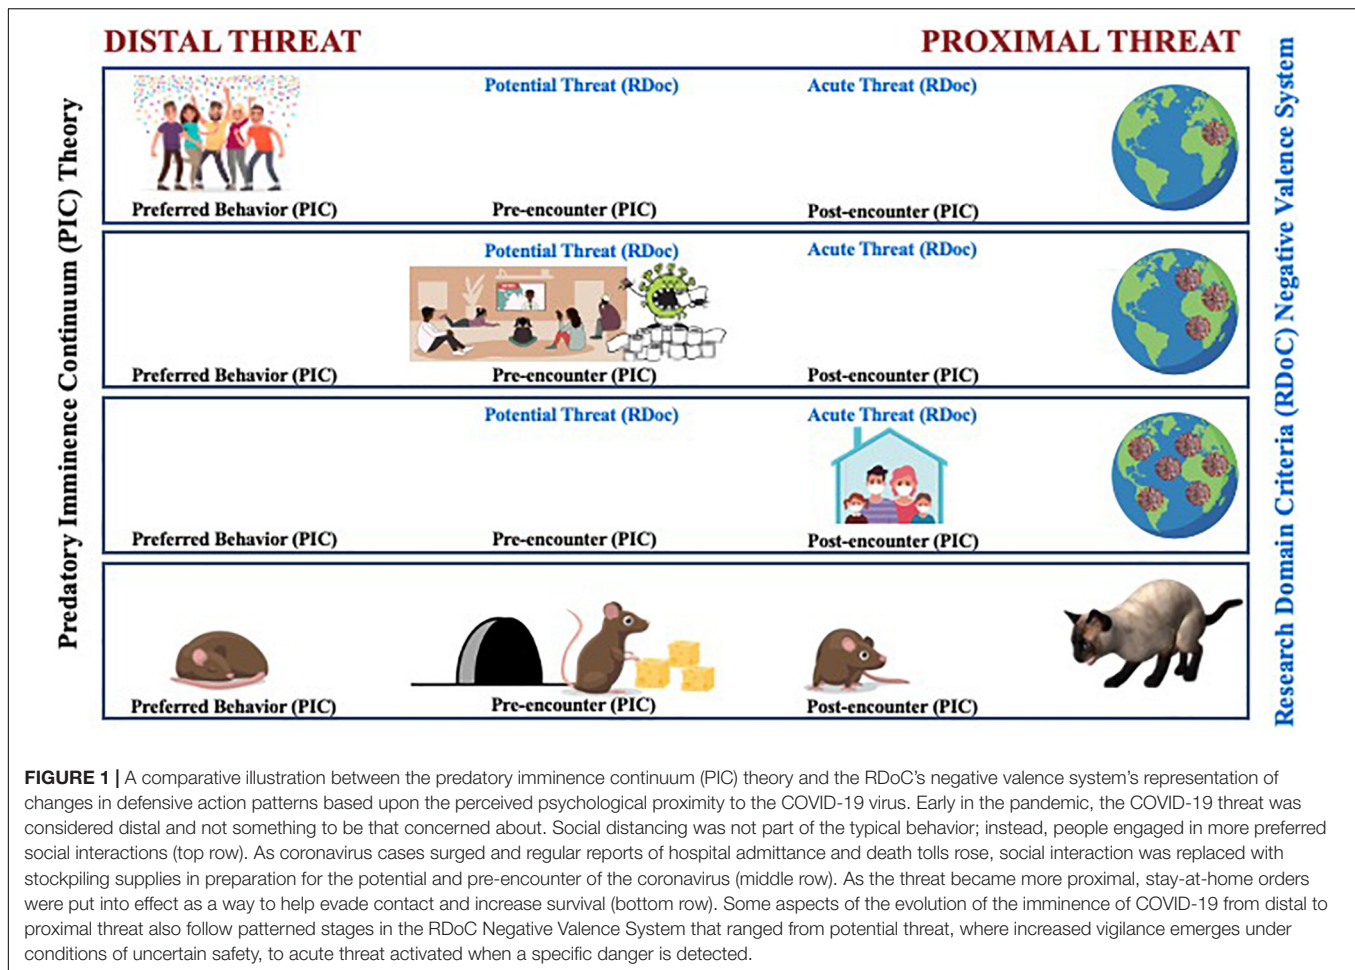 DISTAL THREAT
PROXIMAL THREAT
Predatory Imminence Continuum (PIC) Theory
Research Domain Criteria (RDoC) Negative Valence System
Potential Threat (RDoc)
Acute Threat (RDoc)
Preferred Behavior (PIC)
Pre-encounter (PIC)
Post-encounter (PIC)
Potential Threat (RDoc)
Acute Threat (RDoc)
Preferred Behavior (PIC)
Pre-encounter (PIC)
Post-encounter (PIC)
Potential Threat (RDoc)
Acute Threat (RDoc)
Preferred Behavior (PIC)
Pre-encounter (PIC)
Post-encounter (PIC)
Preferred Behavior (PIC)
Pre-encounter (PIC)
Post-encounter (PIC)
FIGURE 1 | A comparative illustration between the predatory imminence continuum (PIC) theory and the RDoC's negative valence system's representation of
changes in defensive action patterns based upon the perceived psychological proximity to the COVID-19 virus. Early in the pandemic, the COVID-19 threat was
considered distal and not something to be that concerned about. Social distancing was not part of the typical behavior; instead, people engaged in more preferred
social interactions (top row). As coronavirus cases surged and regular reports of hospital admittance and death tolls rose, social interaction was replaced with
stockpiling supplies in preparation for the potential and pre-encounter of the coronavirus (middle row). As the threat became more proximal, stay-at-home orders
were put into effect as a way to help evade contact and increase survival (bottom row). Some aspects of the evolution of the imminence of COVID-19 from distal to
proximal threat also follow patterned stages in the RDoC Negative Valence System that ranged from potential threat, where increased vigilance emerges under
conditions of uncertain safety, to acute threat activated when a specific danger is detected.